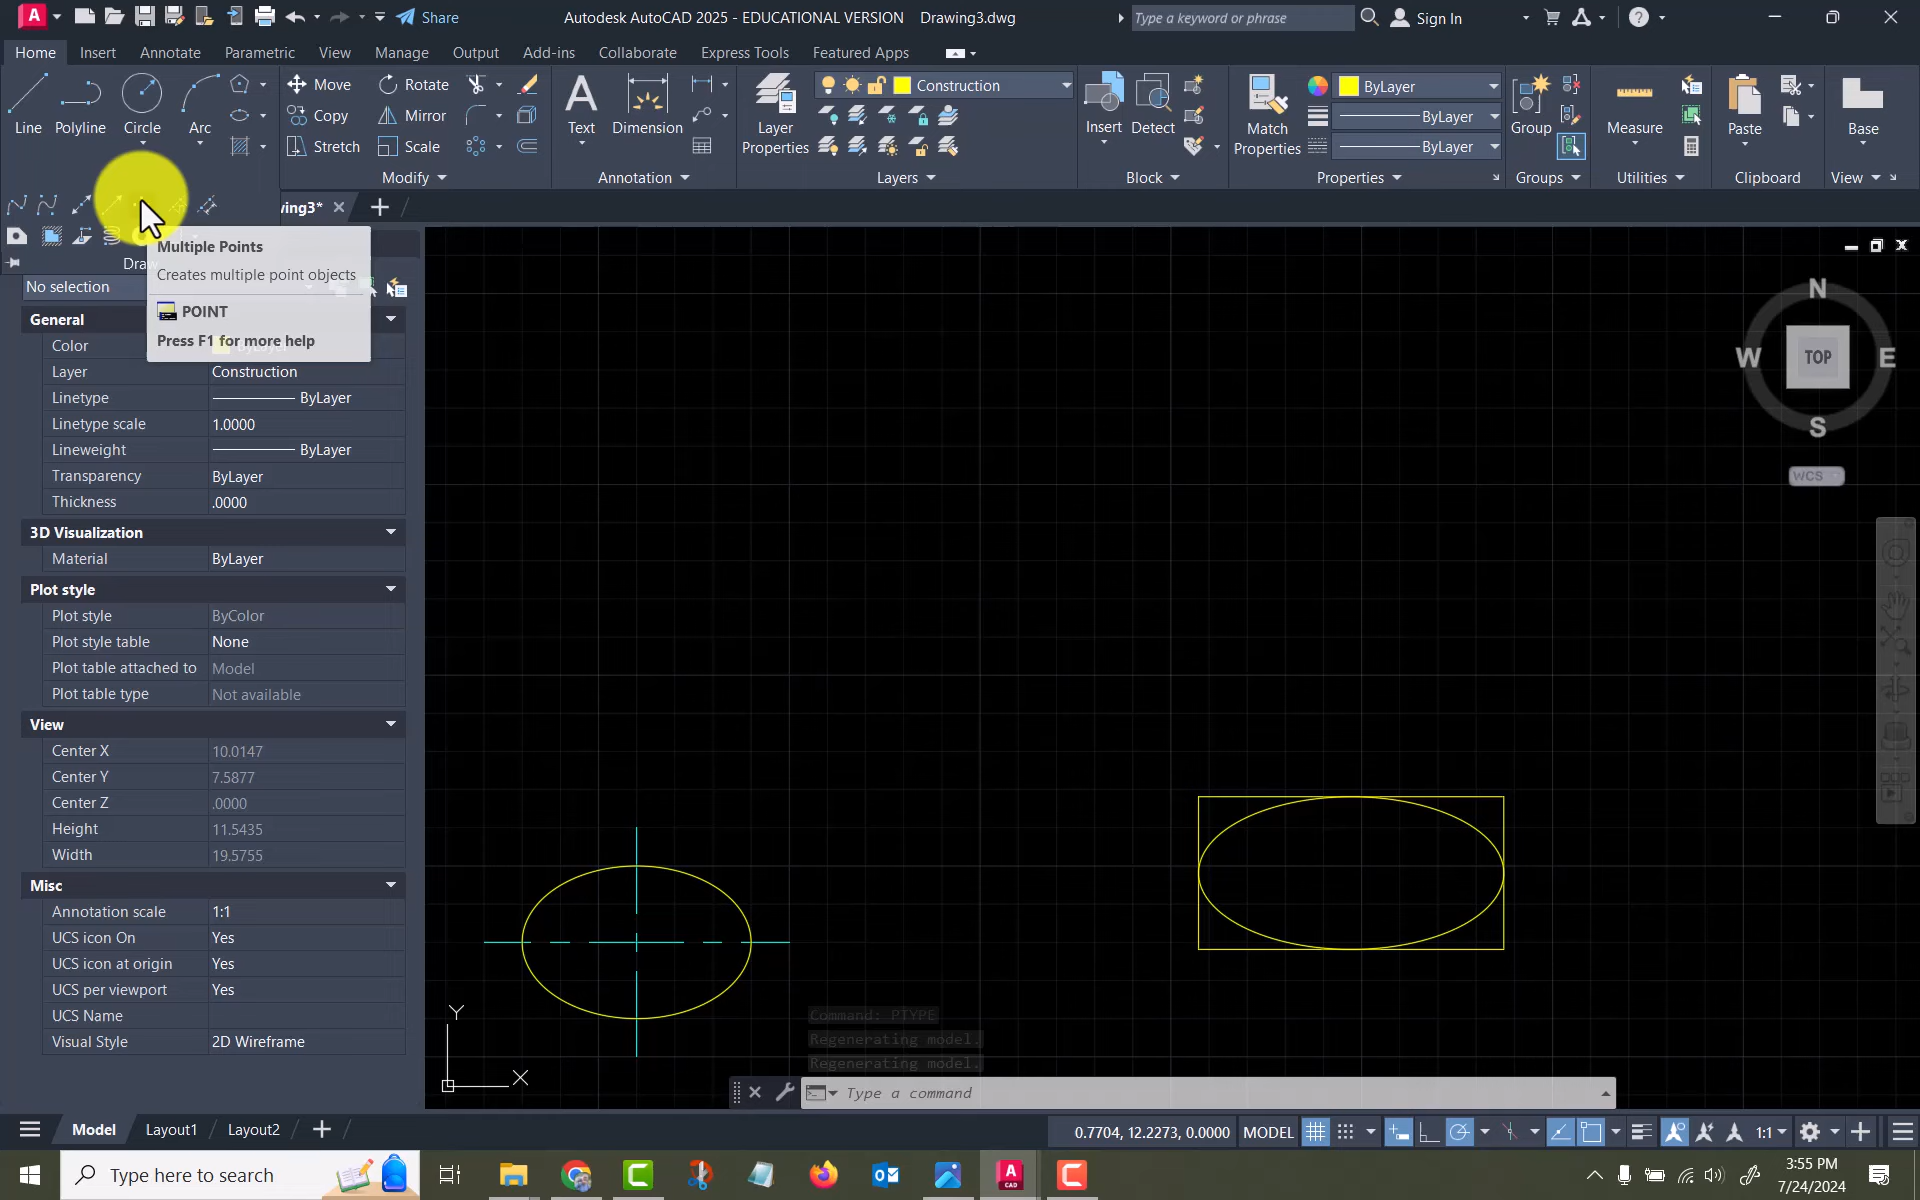 Share
Autodesk AutoCAD 2025 - EDUCATIONAL VERSION Drawing3.dwg
Type a keyword or phrase
Sign In
Home Insert Annotate Parametric View Manage Output Add-ins Collaborate Express Tools Featured Apps
Line Polyline Circle Arc
Move Rotate
Copy Mirror
Stretch Scale
Modify
Text Dimension
Annotation
Layer Properties
Construction
Layers
Insert Detect
Block
Match Properties
ByLayer
ByLayer
ByLayer
Properties
Group
Groups
Measure
Utilities
Paste
Clipboard
Base
View
ving3*
Draw
Multiple Points
Creates multiple point objects
POINT
Press F1 for more help
No selection
General
Color
Layer Construction
Linetype ByLayer
Linetype scale 1.0000
Lineweight ByLayer
Transparency ByLayer
Thickness .0000
3D Visualization
Material ByLayer
Plot style
Plot style ByColor
Plot style table None
Plot table attached to Model
Plot table type Not available
View
Center X 10.0147
Center Y 7.5877
Center Z .0000
Height 11.5435
Width 19.5755
Misc
Annotation scale 1:1
UCS icon On Yes
UCS icon at origin Yes
UCS per viewport Yes
UCS Name
Visual Style 2D Wireframe
N
W TOP E
S
WCS
Y
X
Command: PTYPE
Regenerating model.
Regenerating model.
Type a command
Model Layout1 Layout2
0.7704, 12.2273, 0.0000 MODEL 1:1
Type here to search
3:55 PM
7/24/2024